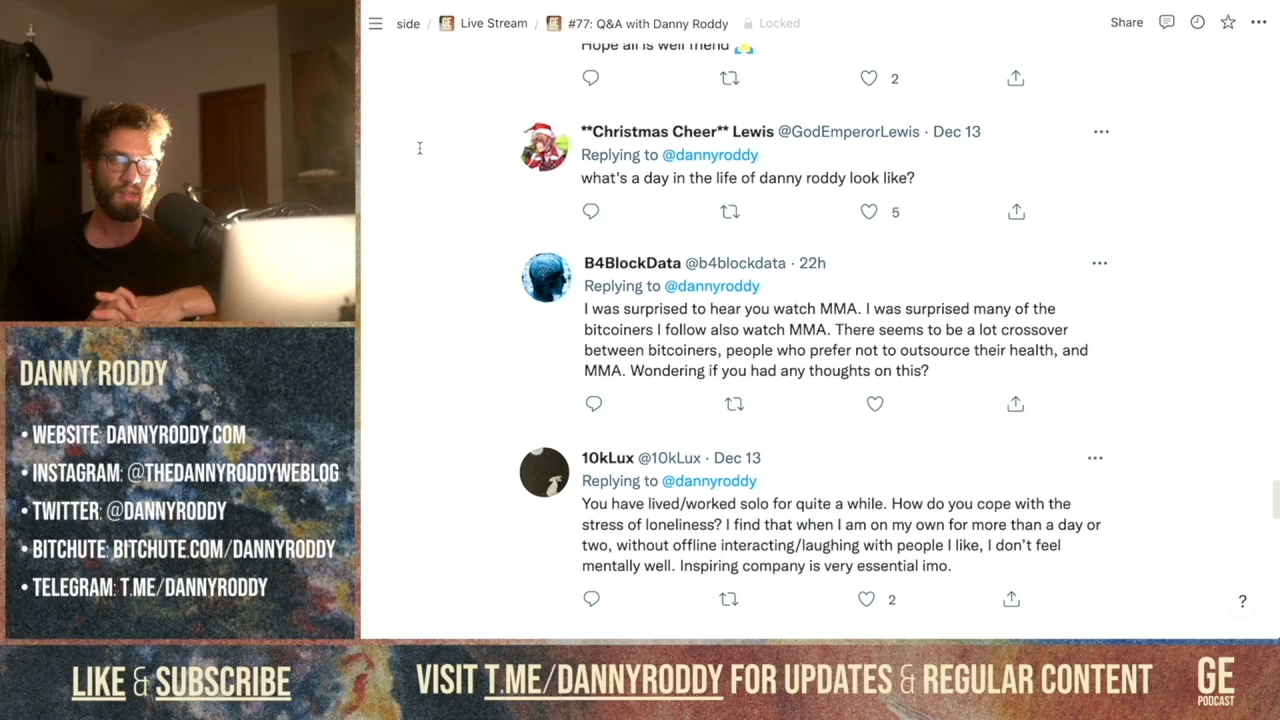 side / GE Live Stream / GE #77: Q&A with Danny Roddy Locked
Share
Hope all is well friend
2
**Christmas Cheer** Lewis @GodEmperorLewis · Dec 13
Replying to @dannyroddy
what's a day in the life of danny roddy look like?
5
B4BlockData @b4blockdata · 22h
Replying to @dannyroddy
I was surprised to hear you watch MMA. I was surprised many of the
bitcoiners I follow also watch MMA. There seems to be a lot crossover
between bitcoiners, people who prefer not to outsource their health, and
MMA. Wondering if you had any thoughts on this?
10kLux @10kLux · Dec 13
Replying to @dannyroddy
You have lived/worked solo for quite a while. How do you cope with the
stress of loneliness? I find that when I am on my own for more than a day or
two, without offline interacting/laughing with people I like, I don't feel
mentally well. Inspiring company is very essential imo.
2
?
DANNY RODDY
• WEBSITE: DANNYRODDY.COM
• INSTAGRAM: @THEDANNYRODDYWEBLOG
• TWITTER: @DANNYRODDY
• BITCHUTE: BITCHUTE.COM/DANNYRODDY
• TELEGRAM: T.ME/DANNYRODDY
LIKE & SUBSCRIBE
VISIT T.ME/DANNYRODDY FOR UPDATES & REGULAR CONTENT
GE
PODCAST